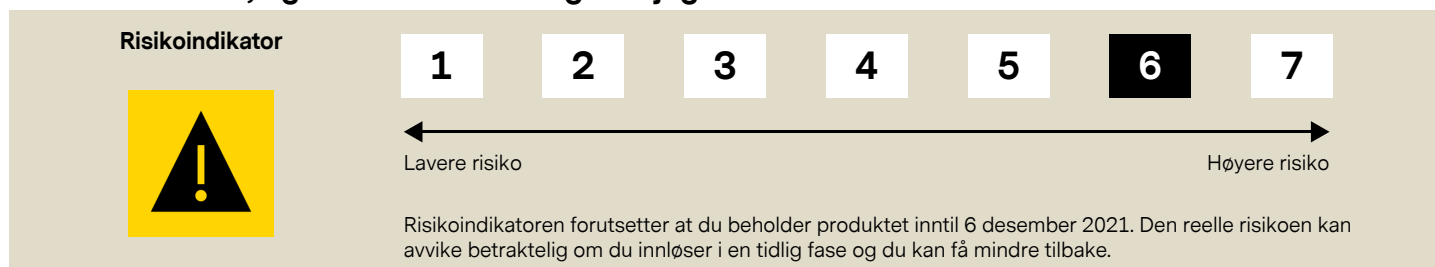 Risikoindikator
1 2 3 4 5 6 7
Lavere risiko Høyere risiko
Risikoindikatoren forutsetter at du beholder produktet inntil 6 desember 2021. Den reelle risikoen kan
avvike betraktelig om du innløser i en tidlig fase og du kan få mindre tilbake.